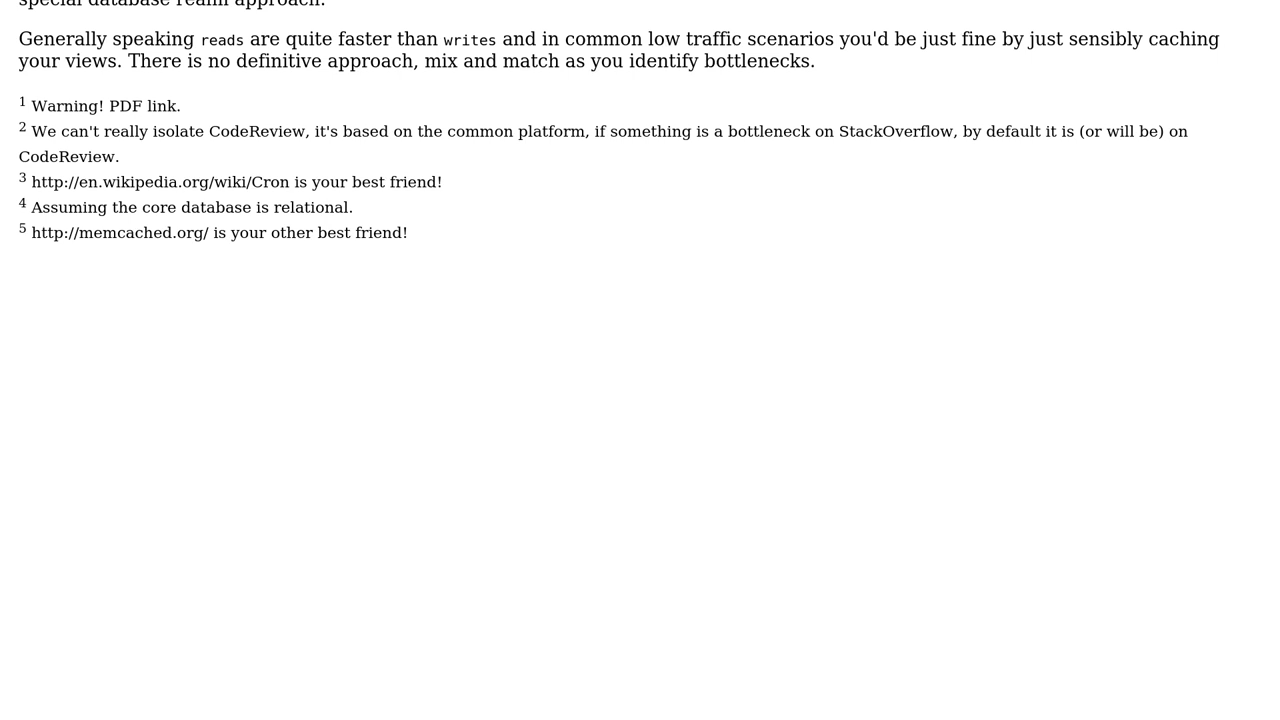 special database realm approach.
Generally speaking reads are quite faster than writes and in common low traffic scenarios you'd be just fine by just sensibly caching
your views. There is no definitive approach, mix and match as you identify bottlenecks.
1 Warning! PDF link.
2 We can't really isolate CodeReview, it's based on the common platform, if something is a bottleneck on StackOverflow, by default it is (or will be) on
CodeReview.
3 http://en.wikipedia.org/wiki/Cron is your best friend!
4 Assuming the core database is relational.
5 http://memcached.org/ is your other best friend!